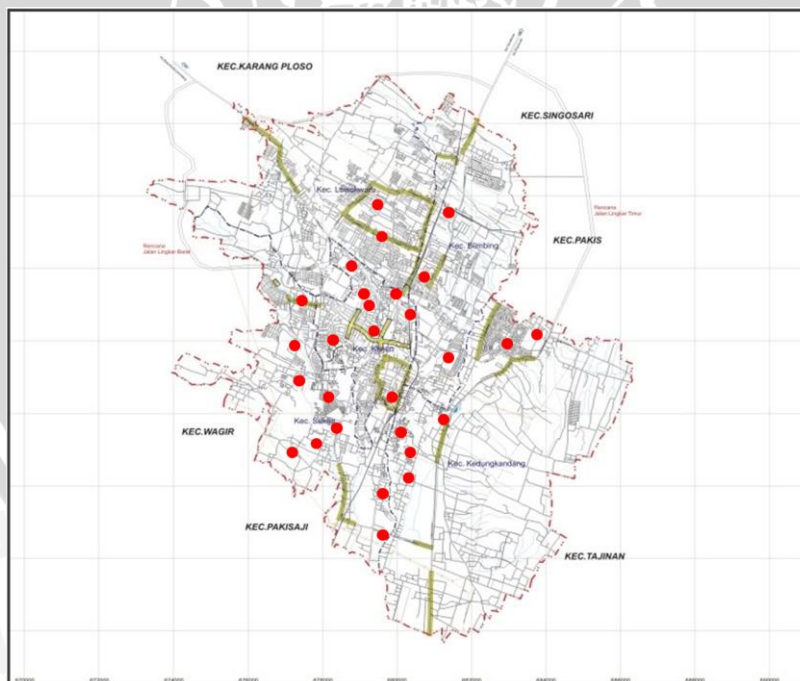 KEC.KARANG PLOSO
KEC.SINGOSARI
Kec. Lowokwaru
Rencana
Jalan Lingkar Timur
KEC.PAKIS
Kec. Blimbing
Rencana
Jalan Lingkar Barat
Kec. Klojen
Kec. Sukun
KEC.WAGIR
Kec. Kedungkandang
KEC.PAKISAJI
KEC.TAJINAN